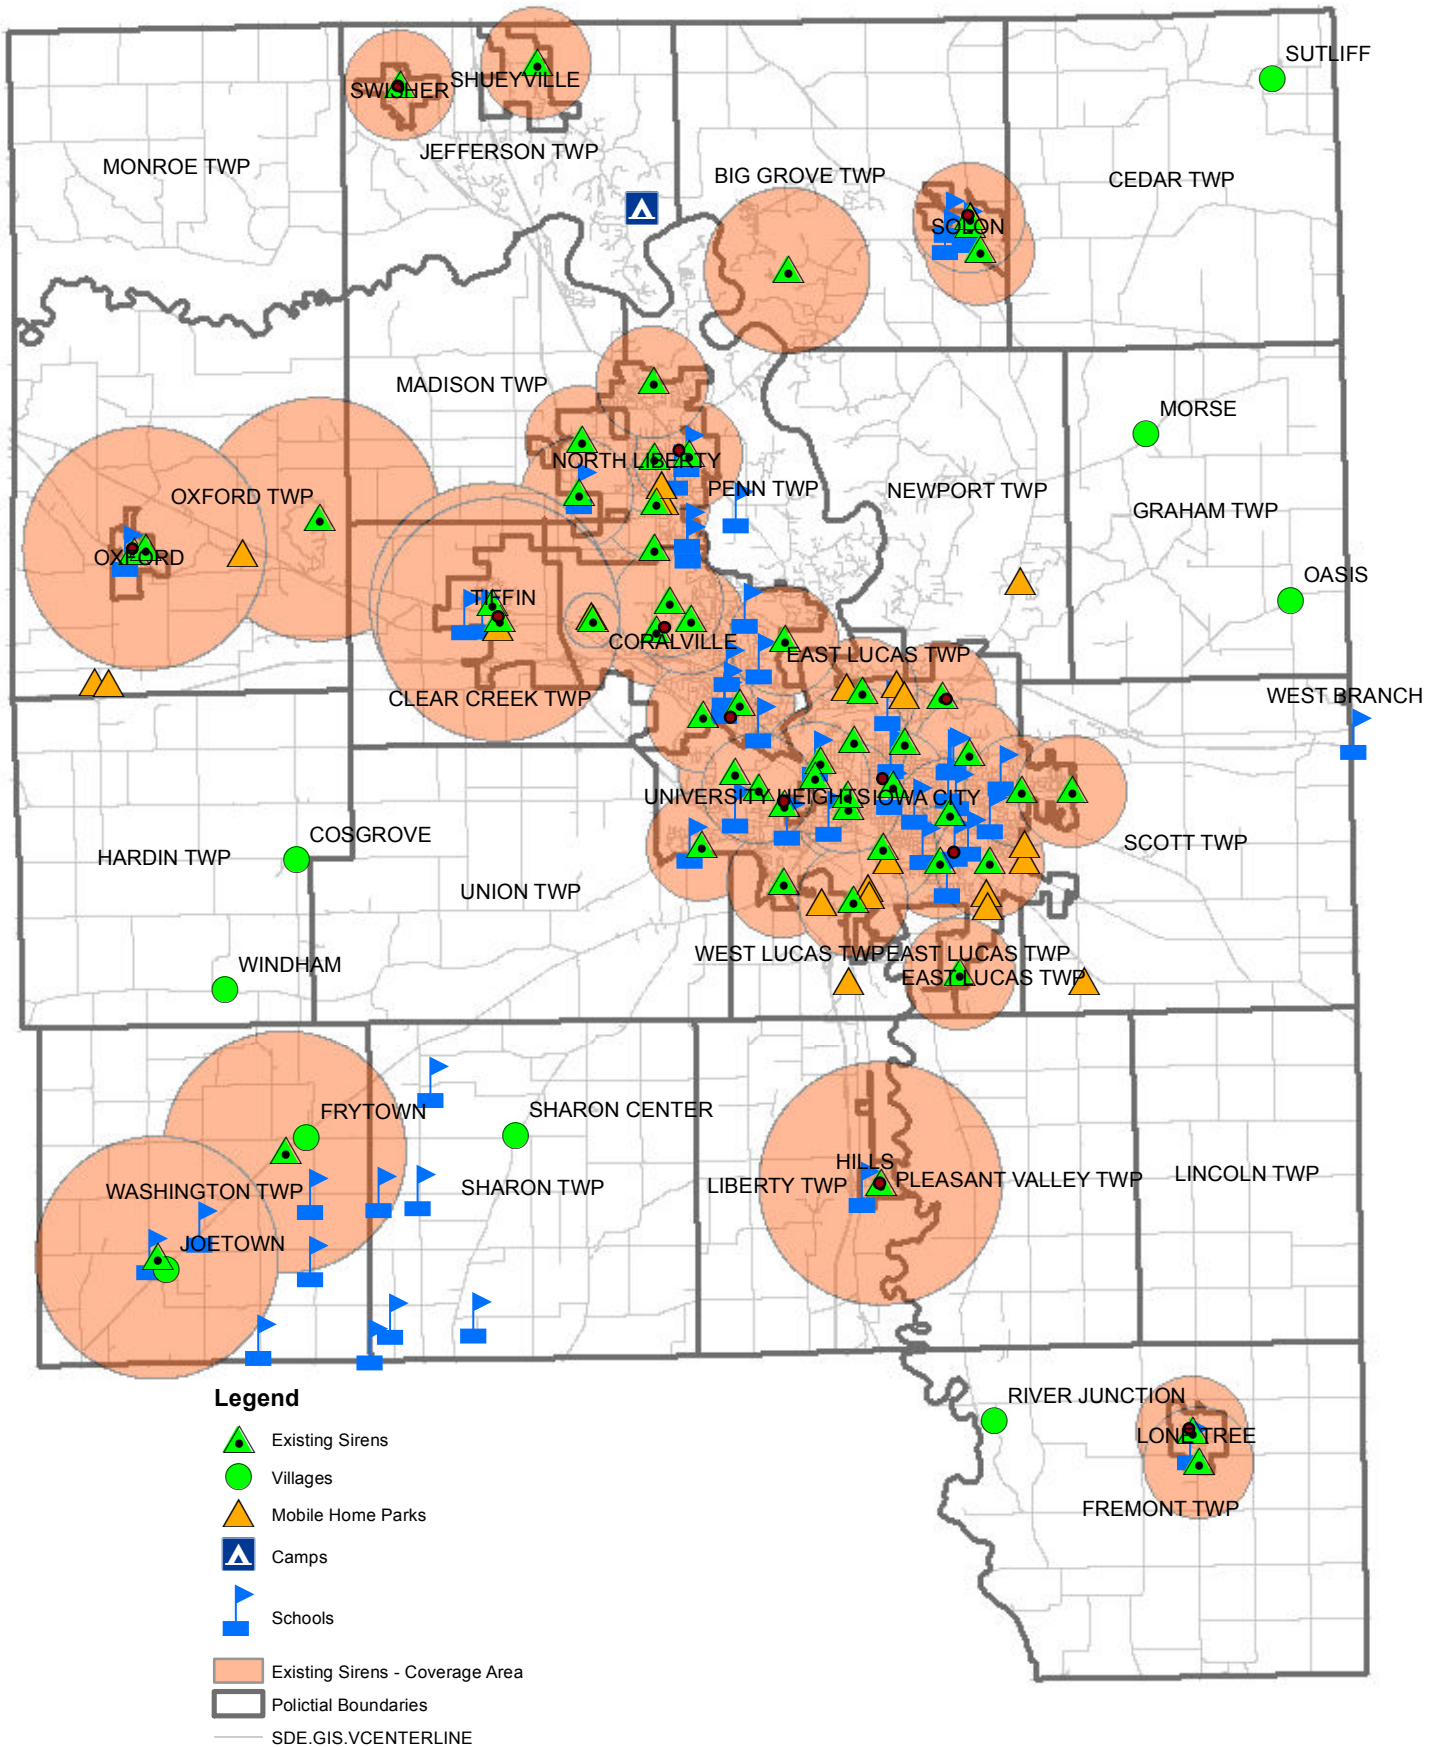 SUTLIFF
SWISHER
SHUEYVILLE
JEFFERSON TWP
MONROE TWP
BIG GROVE TWP
CEDAR TWP
SOLON
MADISON TWP
MORSE
NORTH LIBERTY
OXFORD TWP
PENN TWP
NEWPORT TWP
GRAHAM TWP
OXFORD
OASIS
TIFFIN
CORALVILLE
EAST LUCAS TWP
CLEAR CREEK TWP
WEST BRANCH
UNIVERSITY HEIGHTS
IOWA CITY
COSGROVE
HARDIN TWP
SCOTT TWP
UNION TWP
WINDHAM
WEST LUCAS TWP
EAST LUCAS TWP
EAST LUCAS TWP
FRYTOWN
SHARON CENTER
HILLS
WASHINGTON TWP
SHARON TWP
LIBERTY TWP
PLEASANT VALLEY TWP
LINCOLN TWP
JOETOWN
RIVER JUNCTION
LONE TREE
FREMONT TWP
Legend
Existing Sirens
Villages
Mobile Home Parks
Camps
Schools
Existing Sirens - Coverage Area
Polictial Boundaries
SDE.GIS.VCENTERLINE